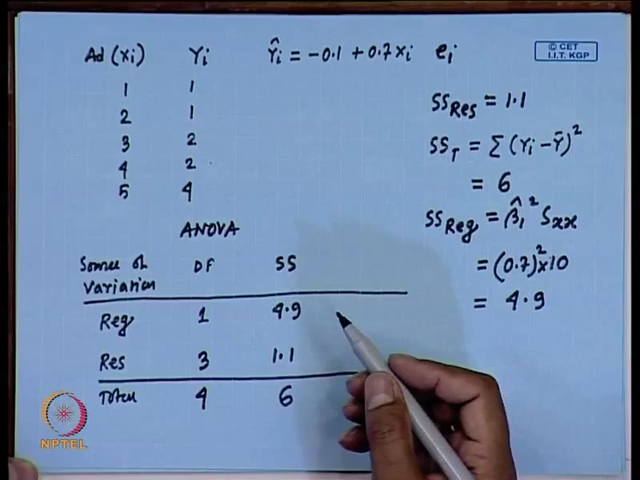 Ad (xi) Yi Ŷi = -0.1 + 0.7xi ei
© CET
I.I.T. KGP
1 1
2 1
3 2
4 2
5 4
SSRes = 1.1
SST = Σ (Yi - Ȳ)²
= 6
SSReg = β̂1² Sxx
= (0.7)² x 10
= 4.9
ANOVA
Source of Variation DF SS
Reg 1 4.9
Res 3 1.1
Total 4 6
NPTEL